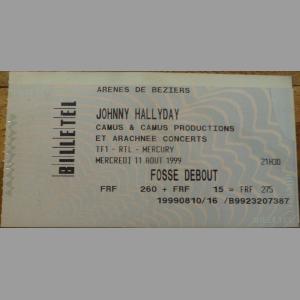 ARENES DE BEZIERS
BILLETEL
JOHNNY HALLYDAY
CAMUS & CAMUS PRODUCTIONS
ET ARACHNEE CONCERTS
TF1 - RTL - MERCURY
MERCREDI 11 AOUT 1999 21H30
FOSSE DEBOUT
FRF 260 + FRF 15 = FRF 275
19990810/16 /B9923207387
BILLETEL